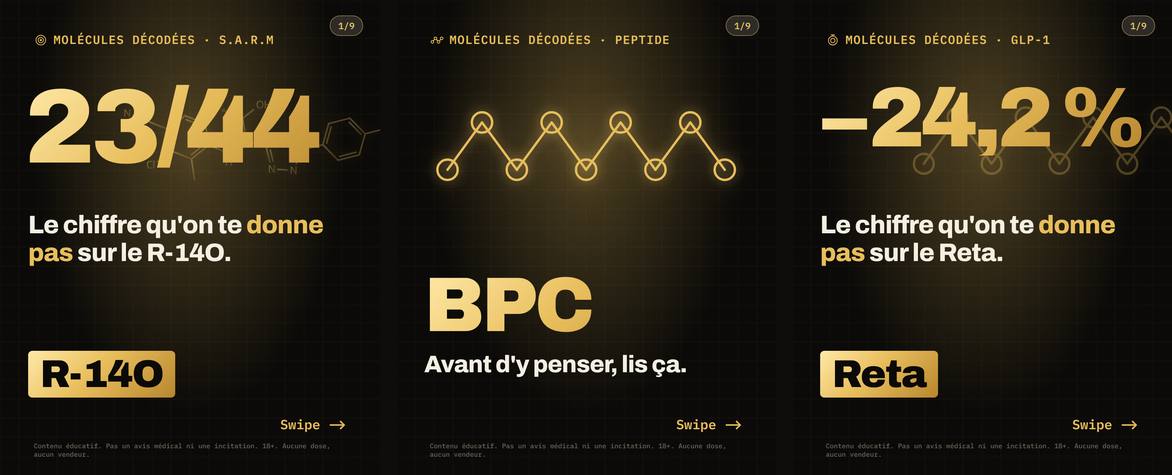 1/9
MOLÉCULES DÉCODÉES · S.A.R.M
23/44
OH
N
N
Le chiffre qu'on te donne
pas sur le R-14O.
R-14O
Swipe →
Contenu éducatif. Pas un avis médical ni une incitation. 18+. Aucune dose,
aucun vendeur.
1/9
MOLÉCULES DÉCODÉES · PEPTIDE
BPC
Avant d'y penser, lis ça.
Swipe →
Contenu éducatif. Pas un avis médical ni une incitation. 18+. Aucune dose,
aucun vendeur.
1/9
MOLÉCULES DÉCODÉES · GLP-1
–24,2 %
Le chiffre qu'on te donne
pas sur le Reta.
Reta
Swipe →
Contenu éducatif. Pas un avis médical ni une incitation. 18+. Aucune dose,
aucun vendeur.